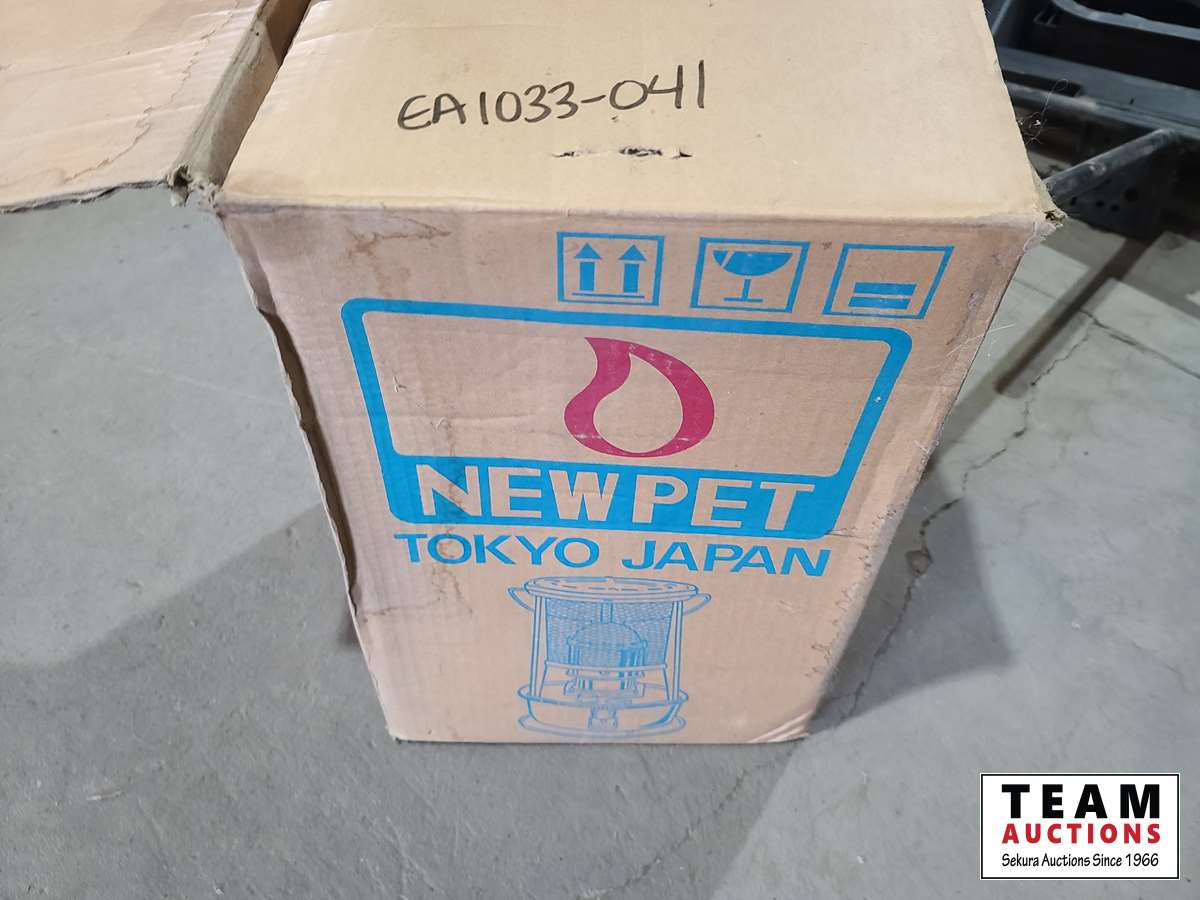 EA1033-041
NEWPET
TOKYO JAPAN
TEAM
AUCTIONS
Sekura Auctions Since 1966